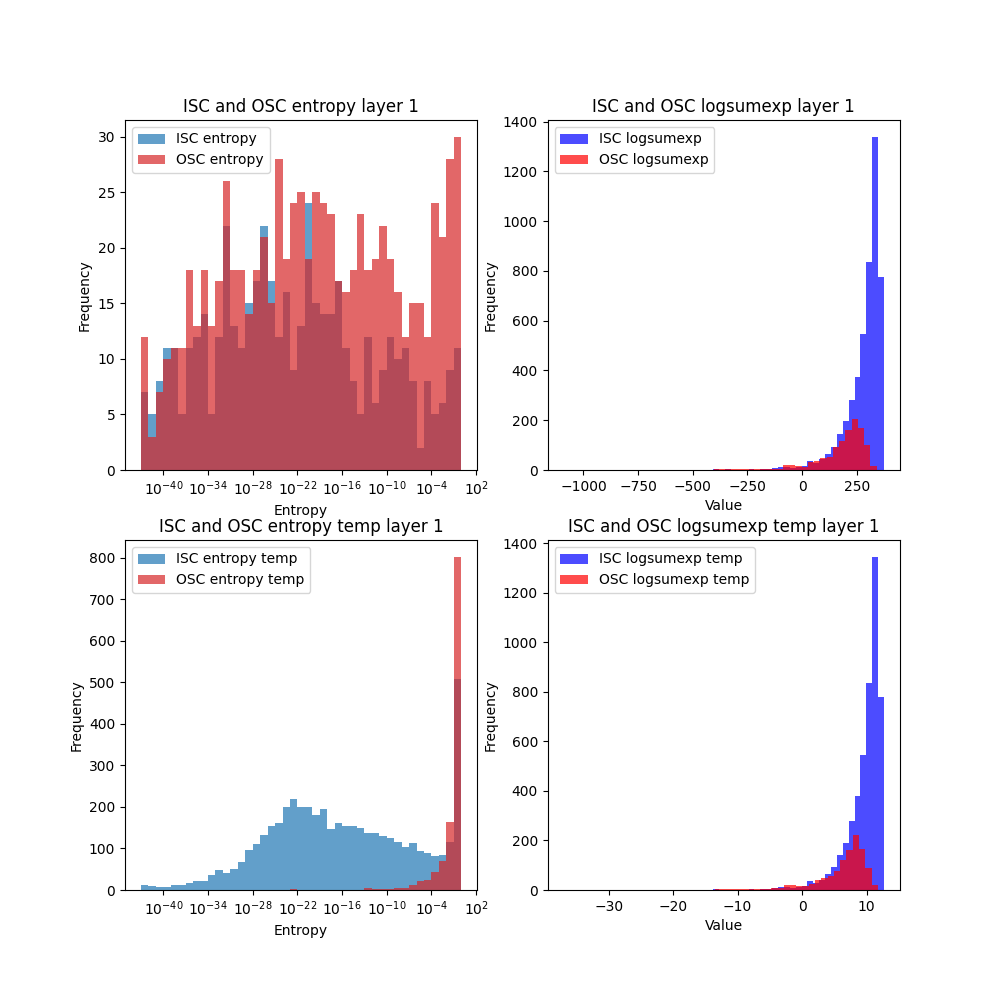 ISC and OSC entropy layer 1
ISC entropy
OSC entropy
Frequency
30
25
20
15
10
5
0
10⁻⁴⁰ 10⁻³⁴ 10⁻²⁸ 10⁻²² 10⁻¹⁶ 10⁻¹⁰ 10⁻⁴ 10²
Entropy
ISC and OSC logsumexp layer 1
ISC logsumexp
OSC logsumexp
Frequency
1400
1200
1000
800
600
400
200
0
−1000 −750 −500 −250 0 250
Value
ISC and OSC entropy temp layer 1
ISC entropy temp
OSC entropy temp
Frequency
800
700
600
500
400
300
200
100
0
10⁻⁴⁰ 10⁻³⁴ 10⁻²⁸ 10⁻²² 10⁻¹⁶ 10⁻¹⁰ 10⁻⁴ 10²
Entropy
ISC and OSC logsumexp temp layer 1
ISC logsumexp temp
OSC logsumexp temp
Frequency
1400
1200
1000
800
600
400
200
0
−30 −20 −10 0 10
Value